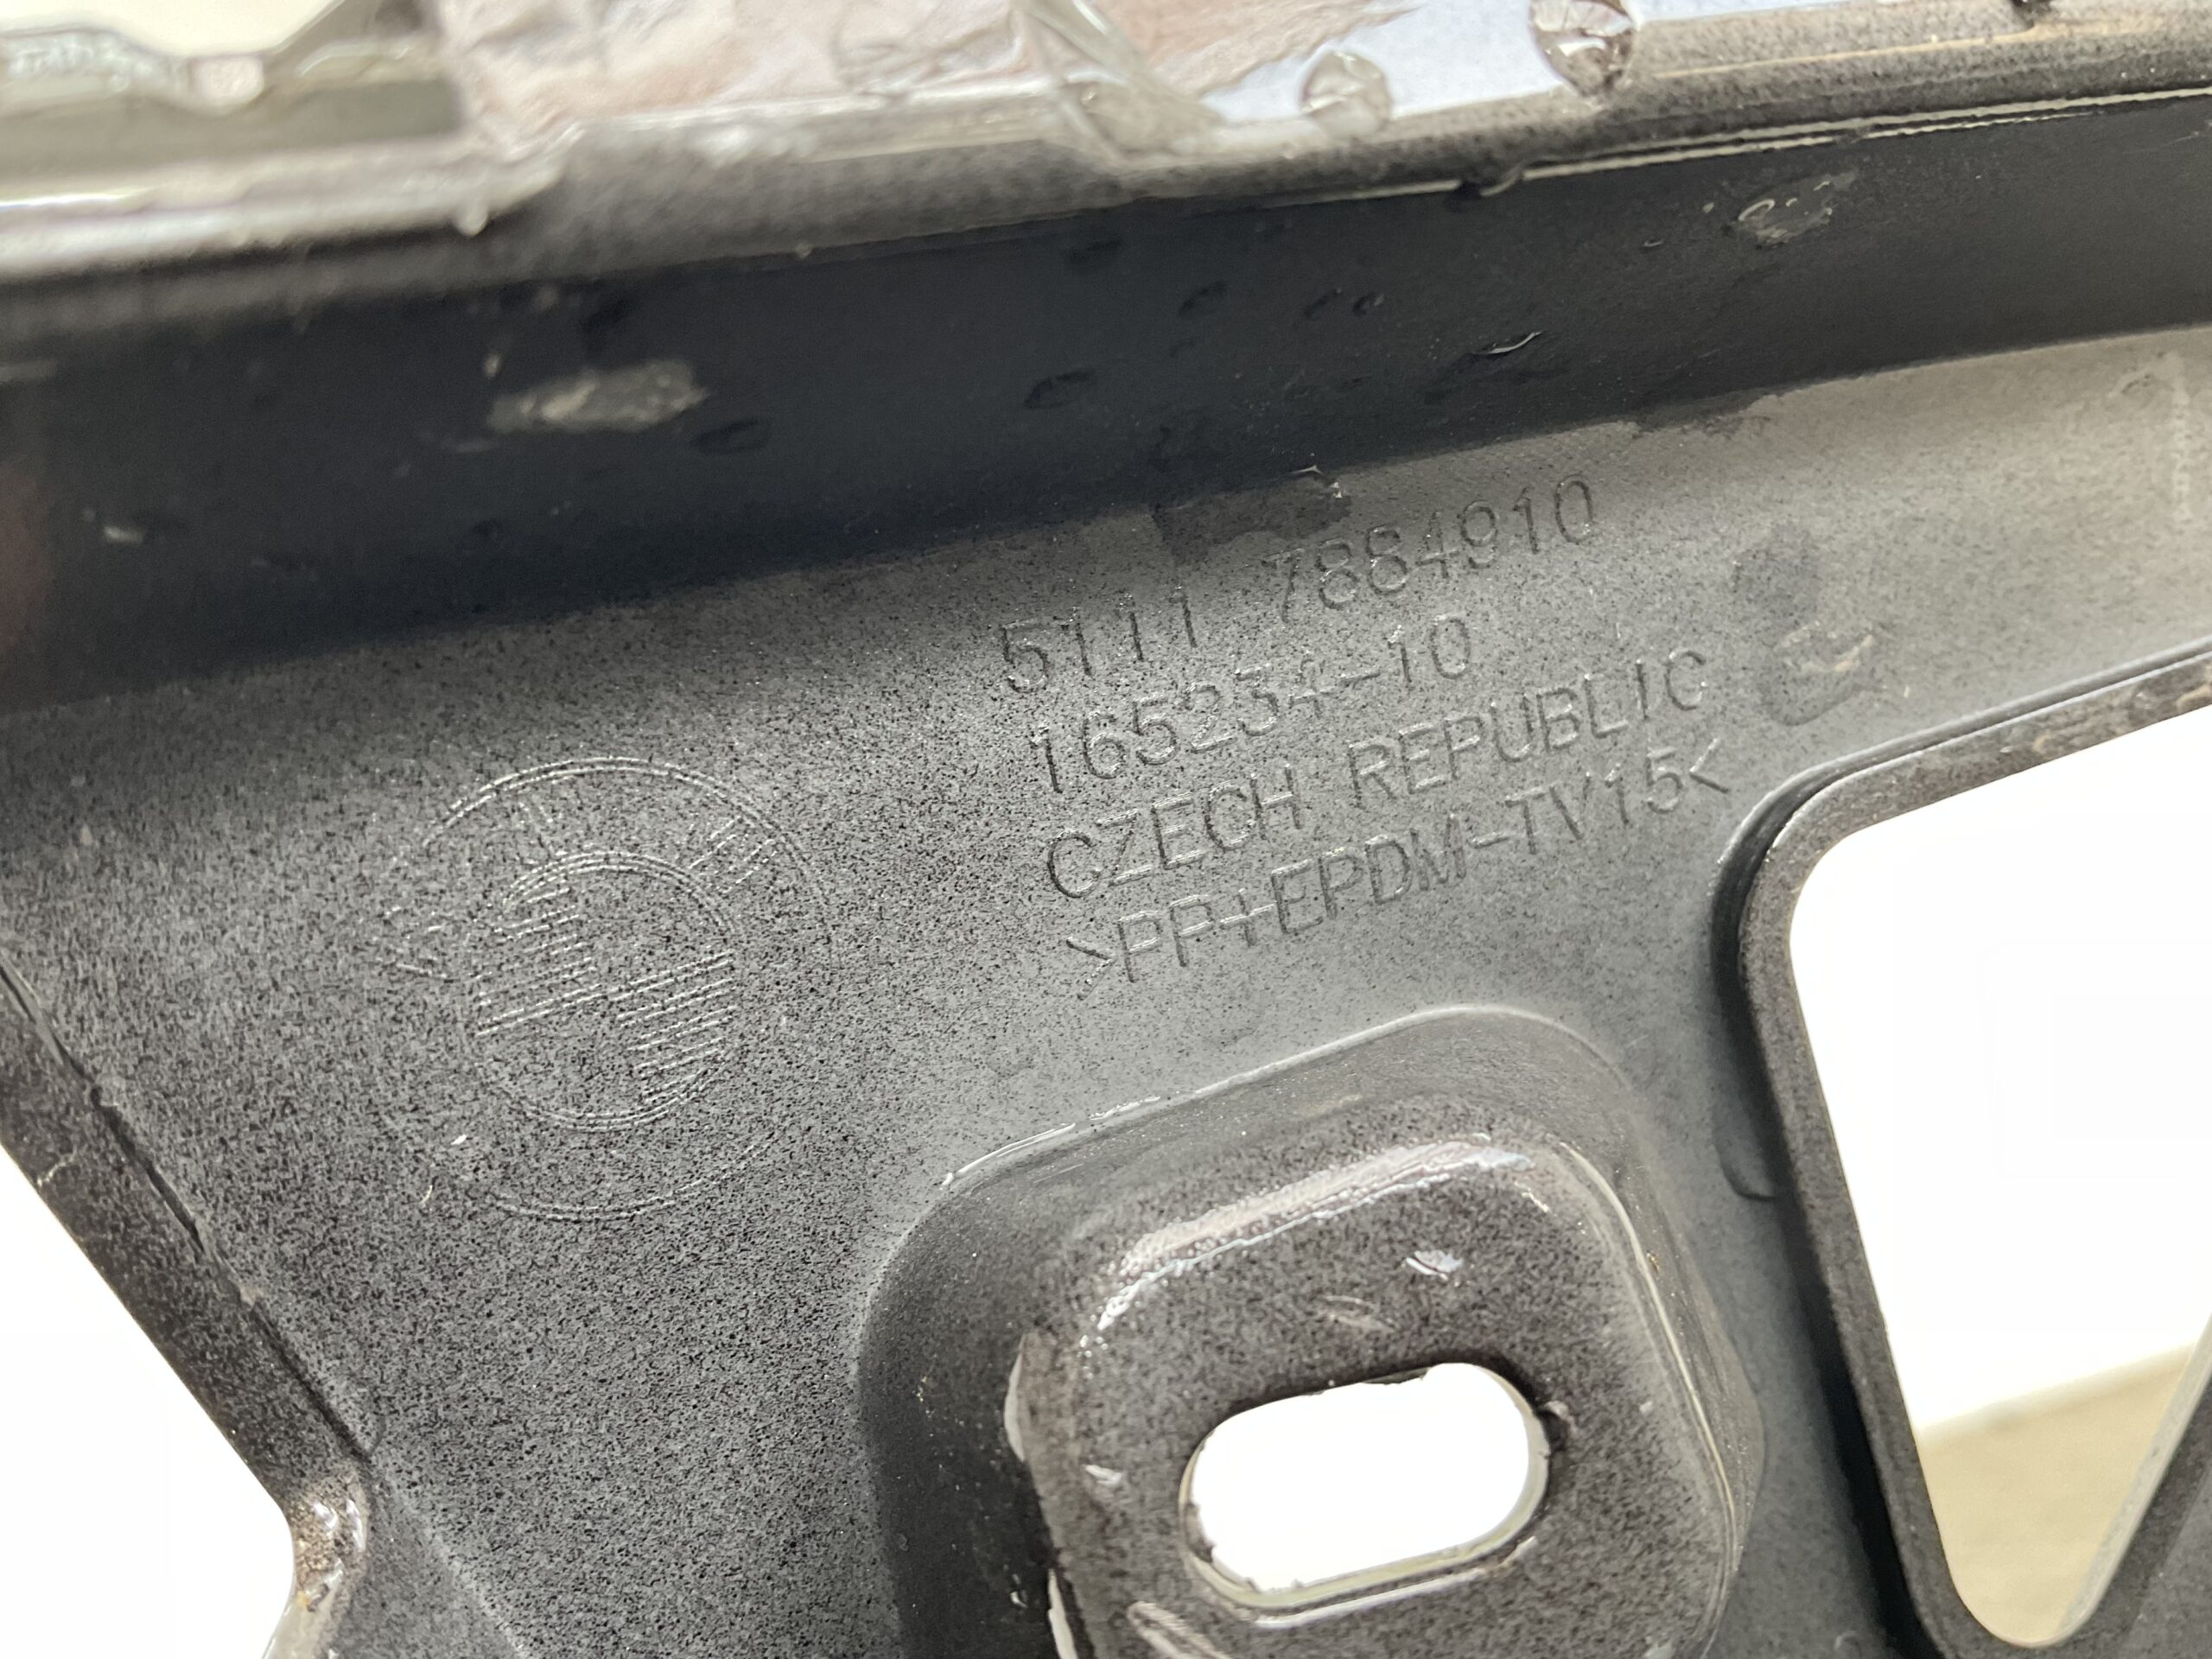 5111 7884910
165234-10
CZECH REPUBLIC
>PP+EPDM-TV15<